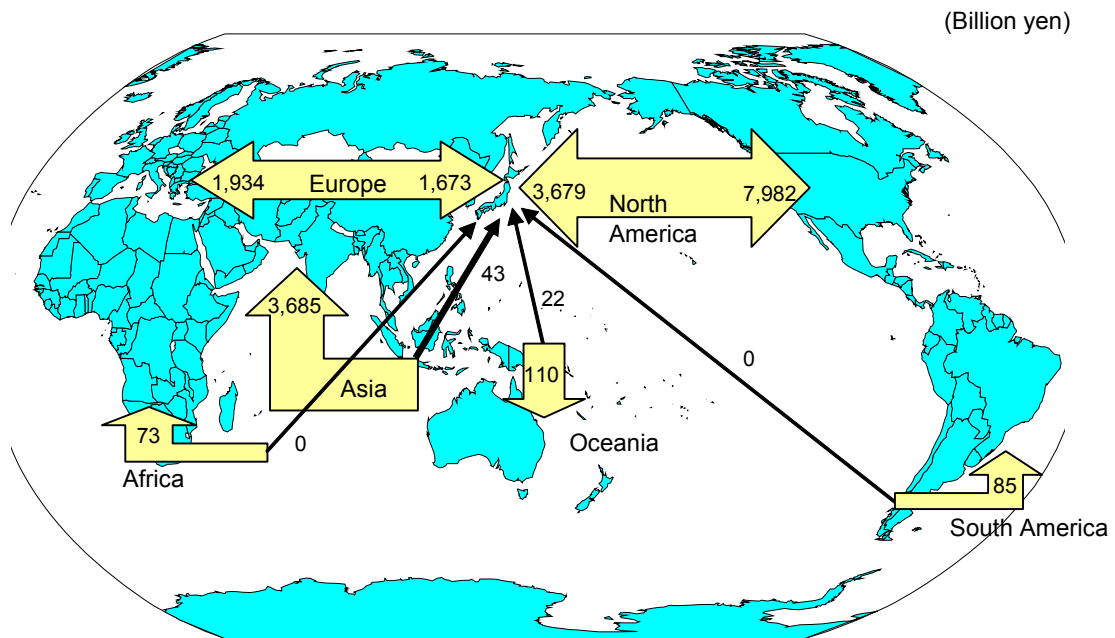 (Billion yen)
1,934
Europe
1,673
3,679
7,982
North
America
43
3,685
22
110
0
Asia
73
0
Oceania
Africa
85
South America